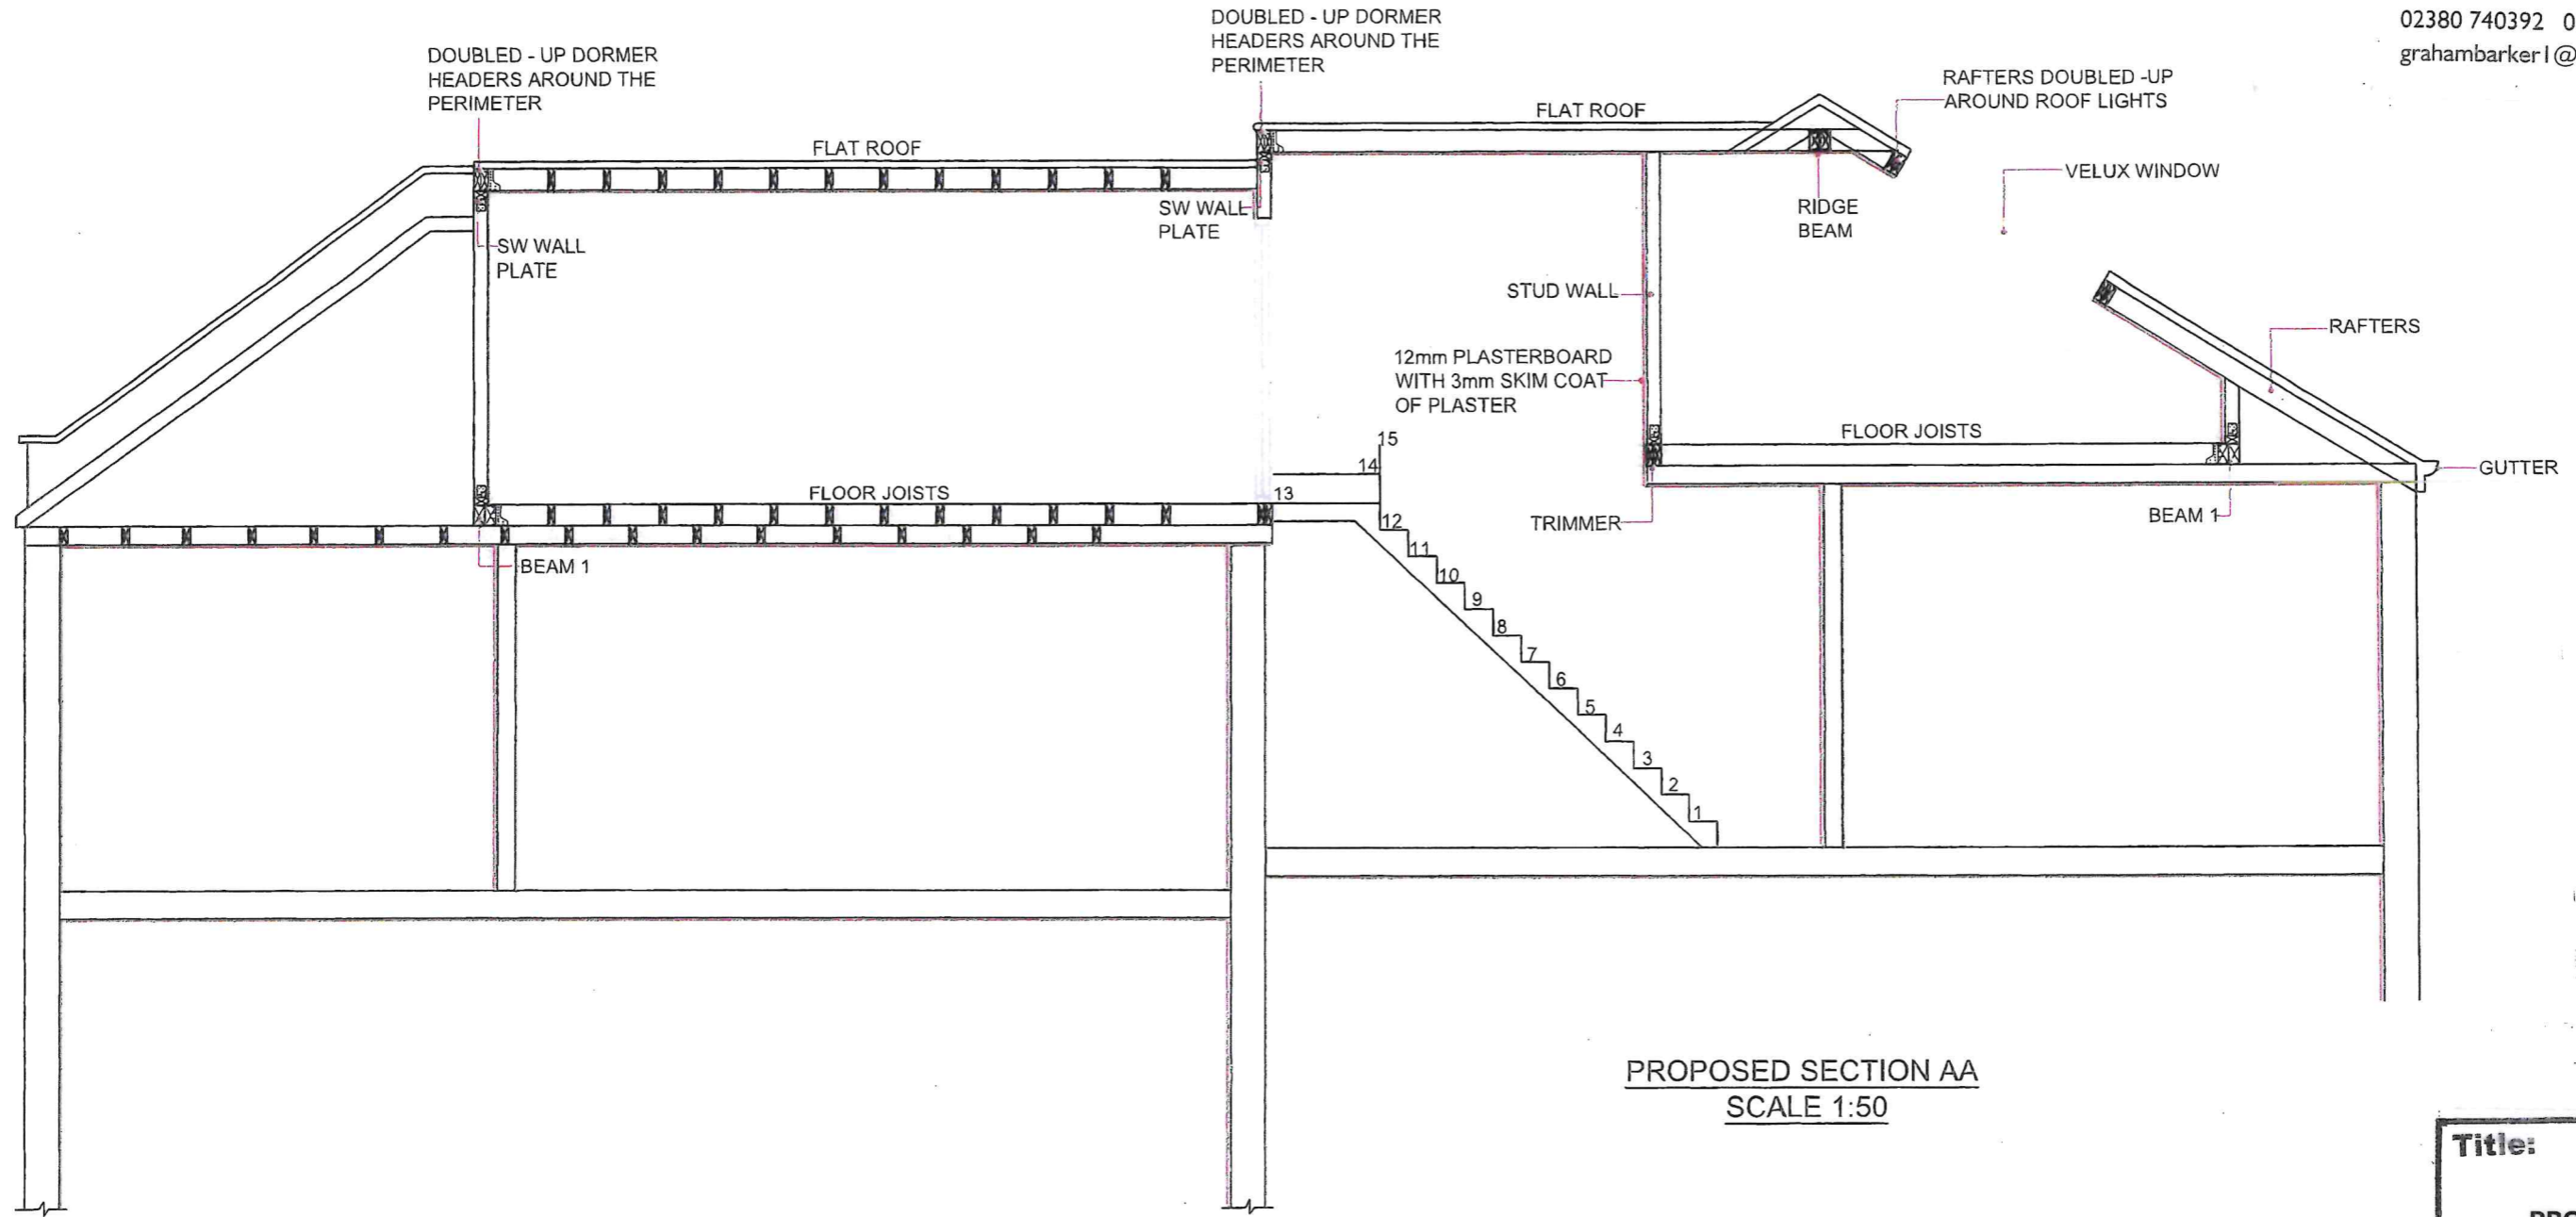 02380 740392 0
grahambarker1@
DOUBLED - UP DORMER
HEADERS AROUND THE
PERIMETER
DOUBLED - UP DORMER
HEADERS AROUND THE
PERIMETER
RAFTERS DOUBLED -UP
AROUND ROOF LIGHTS
FLAT ROOF
FLAT ROOF
VELUX WINDOW
SW WALL
PLATE
RIDGE
BEAM
SW WALL
PLATE
STUD WALL
RAFTERS
12mm PLASTERBOARD
WITH 3mm SKIM COAT
OF PLASTER
FLOOR JOISTS
15
14
GUTTER
FLOOR JOISTS
13
TRIMMER
BEAM 1
12
11
BEAM 1
10
9
8
7
6
5
4
3
2
1
PROPOSED SECTION AA
SCALE 1:50
Title: